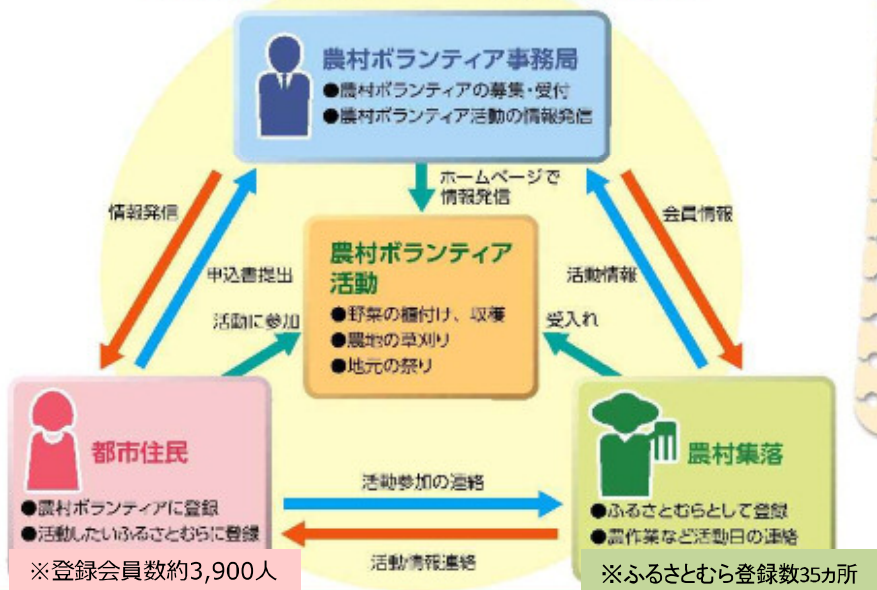 農村ボランティア事務局
●農村ボランティアの募集・受付
●農村ボランティア活動の情報発信
ホームページで
情報発信
情報発信
会員情報
申込書提出
活動情報
農村ボランティア
活動
●野菜の植付け、収穫
●農地の草刈り
●地元の祭り
活動に参加
受入れ
都市住民
●農村ボランティアに登録
●活動したいふるさとむらに登録
※登録会員数約3,900人
活動参加の連絡
活動情報連絡
農村集落
●ふるさとむらとして登録
●農作業など活動日の連絡
※ふるさとむら登録数35ヵ所